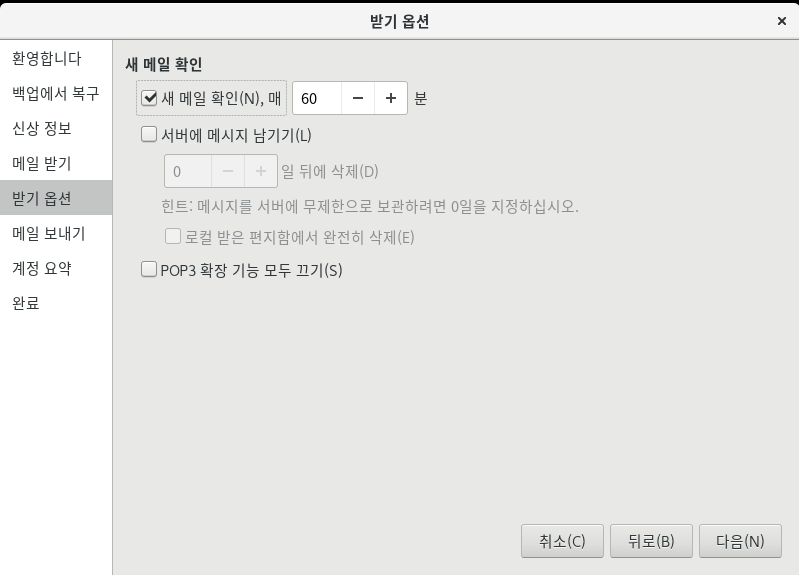 받기 옵션
환영합니다
백업에서 복구
신상 정보
메일 받기
받기 옵션
메일 보내기
계정 요약
완료
새 메일 확인
새 메일 확인(N), 매 60 분
서버에 메시지 남기기(L)
0 일 뒤에 삭제(D)
힌트: 메시지를 서버에 무제한으로 보관하려면 0일을 지정하십시오.
로컬 받은 편지함에서 완전히 삭제(E)
POP3 확장 기능 모두 끄기(S)
취소(C) 뒤로(B) 다음(N)